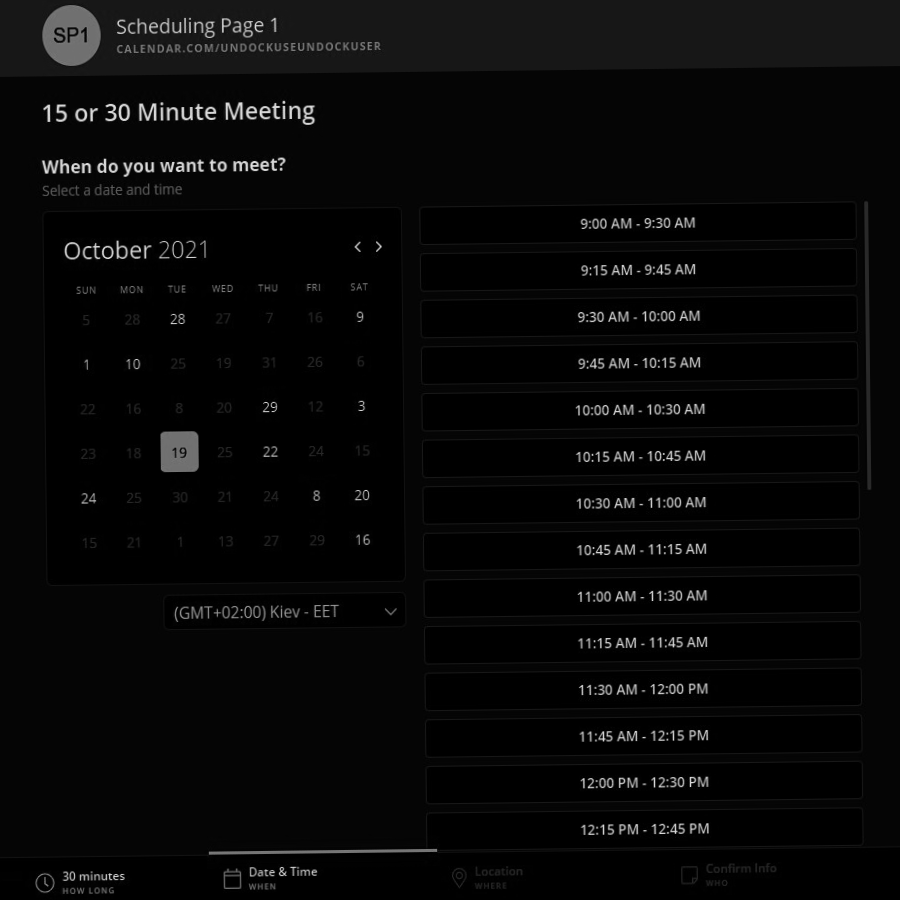 SP1
Scheduling Page 1
CALENDAR.COM/UNDOCKUSEUNDOCKUSER
15 or 30 Minute Meeting
When do you want to meet?
Select a date and time
October 2021
SUN MON TUE WED THU FRI SAT
5 28 28 27 7 16 9
1 10 25 19 31 26 6
22 16 8 20 29 12 3
23 18 19 25 22 24 15
24 25 30 21 24 8 20
15 21 1 13 27 29 16
(GMT+02:00) Kiev - EET
9:00 AM - 9:30 AM
9:15 AM - 9:45 AM
9:30 AM - 10:00 AM
9:45 AM - 10:15 AM
10:00 AM - 10:30 AM
10:15 AM - 10:45 AM
10:30 AM - 11:00 AM
10:45 AM - 11:15 AM
11:00 AM - 11:30 AM
11:15 AM - 11:45 AM
11:30 AM - 12:00 PM
11:45 AM - 12:15 PM
12:00 PM - 12:30 PM
12:15 PM - 12:45 PM
30 minutes
HOW LONG
Date & Time
WHEN
Location
WHERE
Confirm Info
WHO